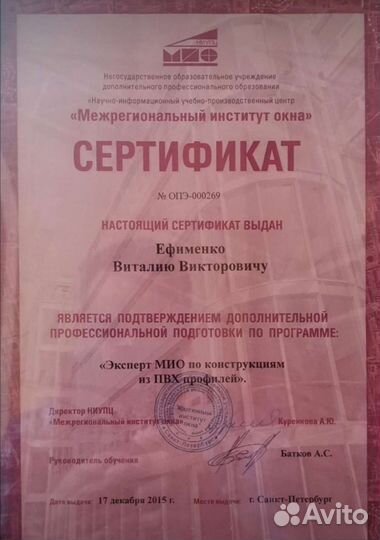 НИУПЦ
МИО
Негосударственное образовательное учреждение
дополнительного профессионального образования
«Научно-информационный учебно-производственный центр
«Межрегиональный институт окна»
СЕРТИФИКАТ
№ ОПЭ-000269
НАСТОЯЩИЙ СЕРТИФИКАТ ВЫДАН
Ефименко
Виталию Викторовичу
ЯВЛЯЕТСЯ ПОДТВЕРЖДЕНИЕМ ДОПОЛНИТЕЛЬНОЙ
ПРОФЕССИОНАЛЬНОЙ ПОДГОТОВКИ ПО ПРОГРАММЕ:
«Эксперт МИО по конструкциям
из ПВХ профилей».
Директор НИУПЦ
«Межрегиональный институт окна» Куренкова А.Ю.
институт
окна
Руководитель обучения Батков А.С.
Дата выдачи: 17 декабря 2015 г. Место выдачи: г. Санкт-Петербург
Avito